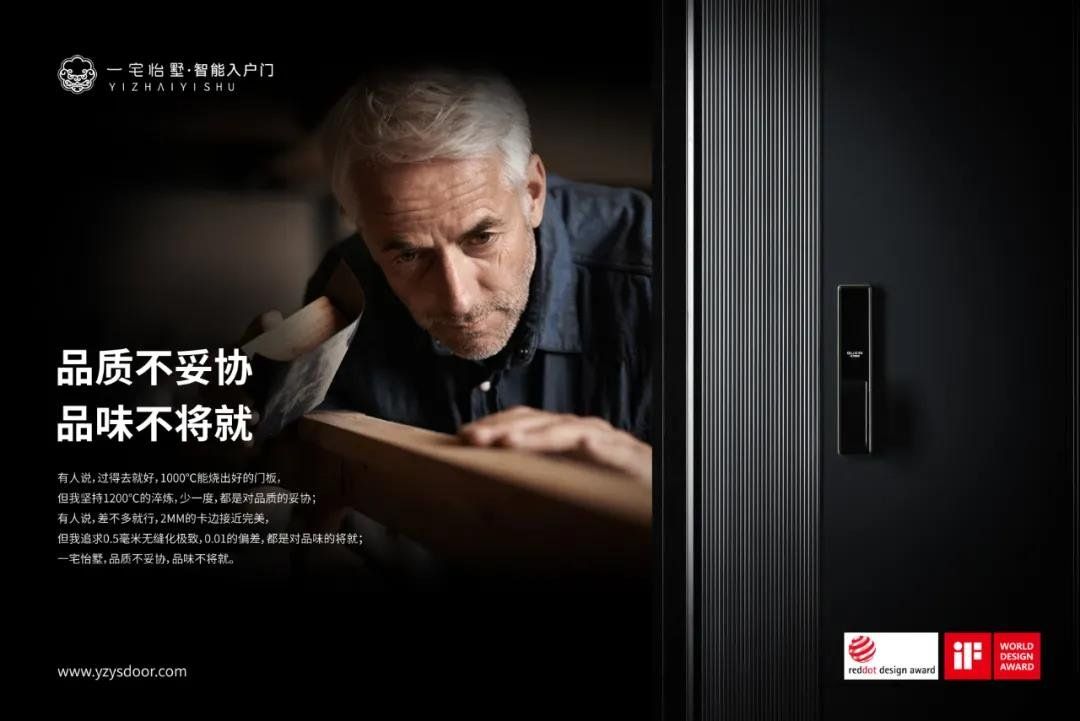 一宅怡墅·智能入户门
YIZHAIYISHU
品质不妥协
品味不将就
有人说，过得去就好，1000℃能烧出好的门板，
但我坚持1200℃的淬炼，少一度，都是对品质的妥协；
有人说，差不多就行，2MM的卡边接近完美，
但我追求0.5毫米无缝化极致，0.01的偏差，都是对品味的将就；
一宅怡墅，品质不妥协，品味不将就。
www.yzysdoor.com
reddot design award
iF
WORLD
DESIGN
AWARD